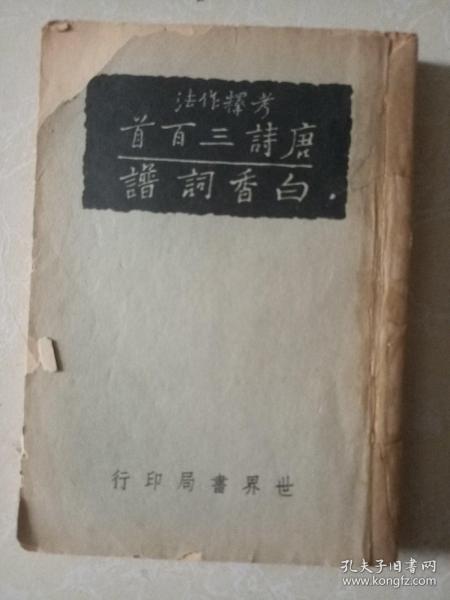 考釋作法
唐詩三百首
白香詞譜
世界書局印行
孔夫子旧书网
www.kongfz.com